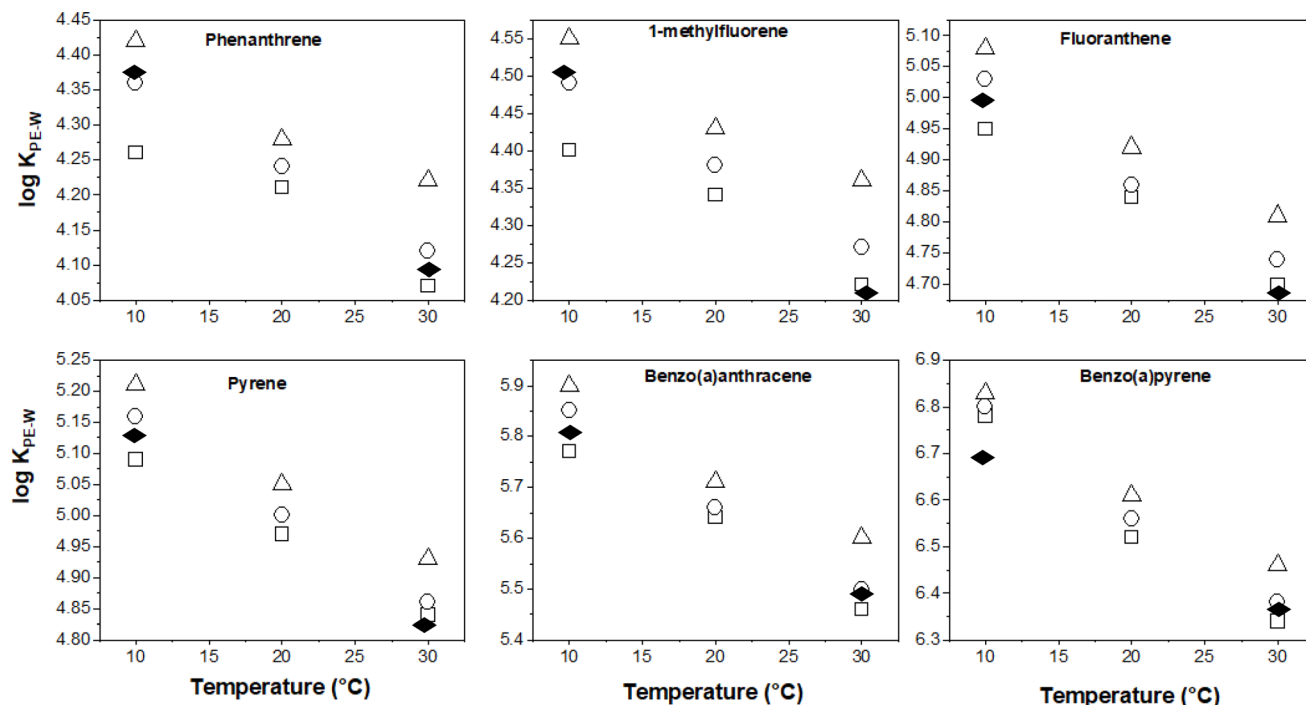 Phenanthrene
log K_PE-W
4.45
4.40
4.35
4.30
4.25
4.20
4.15
4.10
4.05
10 15 20 25 30
1-methylfluorene
4.55
4.50
4.45
4.40
4.35
4.30
4.25
4.20
10 15 20 25 30
Fluoranthene
5.10
5.05
5.00
4.95
4.90
4.85
4.80
4.75
4.70
10 15 20 25 30
Pyrene
log K_PE-W
5.25
5.20
5.15
5.10
5.05
5.00
4.95
4.90
4.85
4.80
10 15 20 25 30
Temperature (°C)
Benzo(a)anthracene
5.9
5.8
5.7
5.6
5.5
5.4
10 15 20 25 30
Temperature (°C)
Benzo(a)pyrene
6.9
6.8
6.7
6.6
6.5
6.4
6.3
10 15 20 25 30
Temperature (°C)